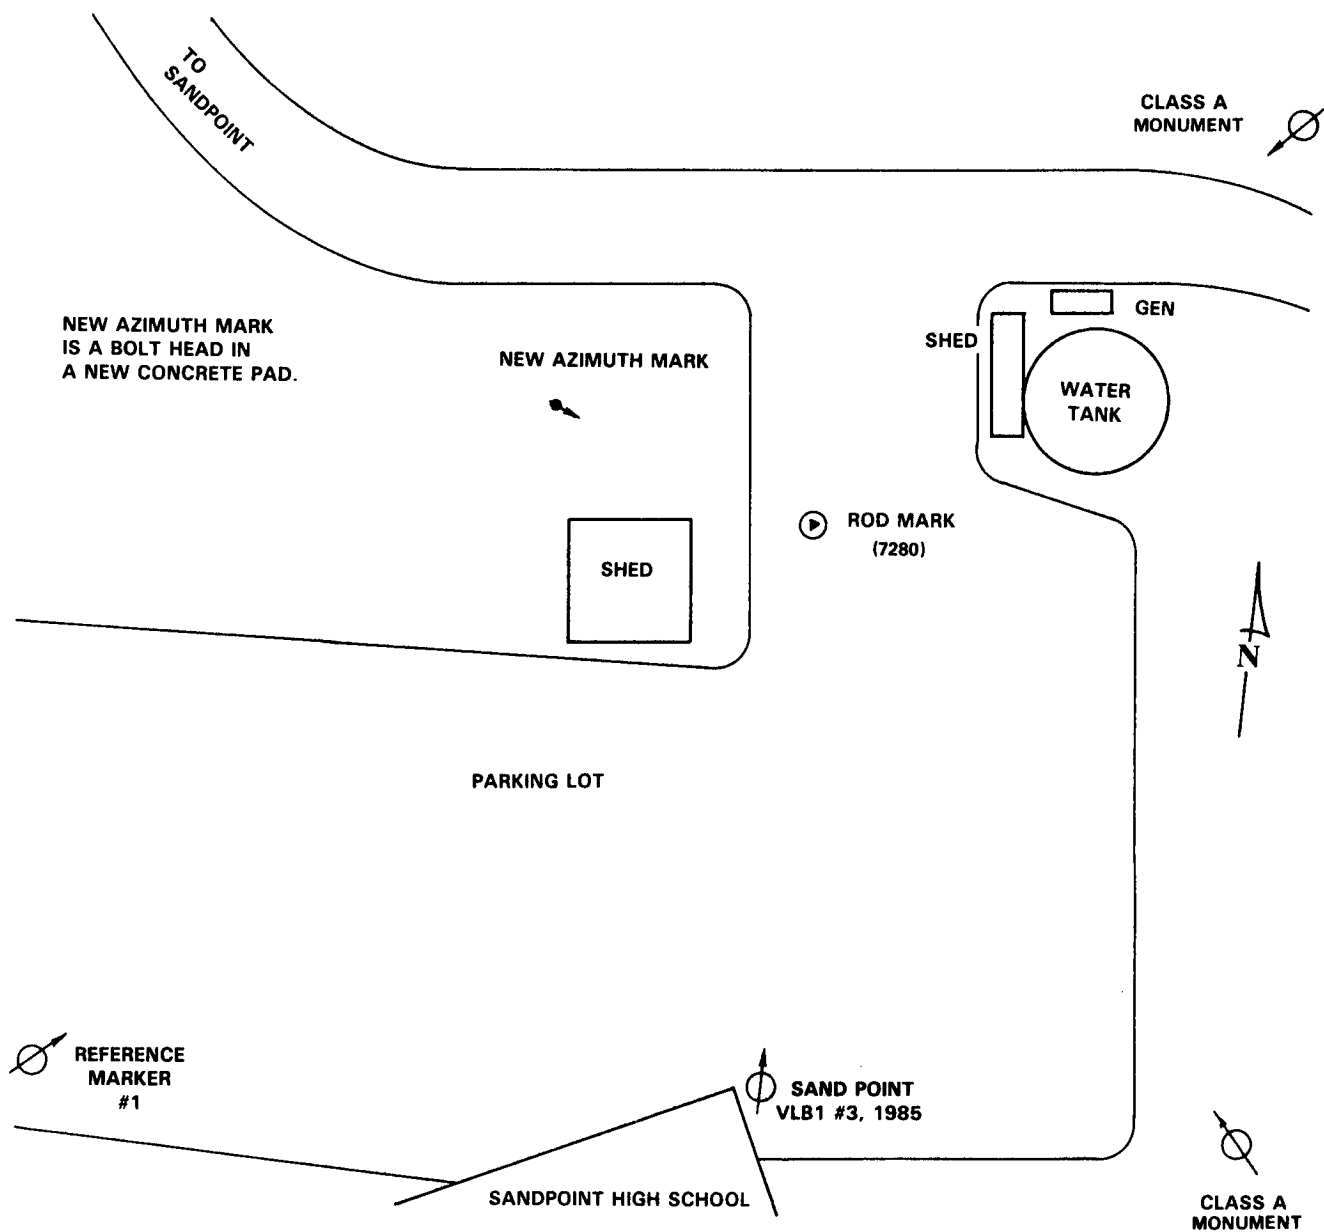 TO
SANDPOINT
CLASS A
MONUMENT
GEN
SHED
WATER
TANK
NEW AZIMUTH MARK
IS A BOLT HEAD IN
A NEW CONCRETE PAD.
NEW AZIMUTH MARK
ROD MARK
(7280)
SHED
N
PARKING LOT
REFERENCE
MARKER
#1
SAND POINT
VLB1 #3, 1985
SANDPOINT HIGH SCHOOL
CLASS A
MONUMENT